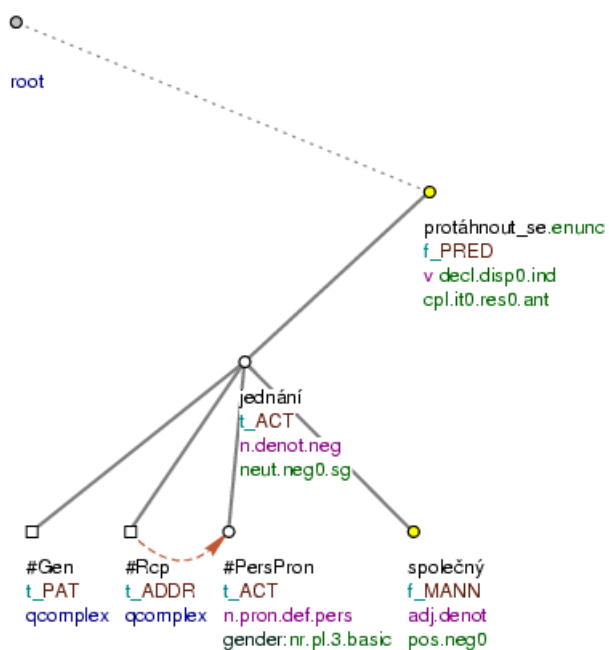 root
protáhnout_se.enunc
f_PRED
v decl.disp0.ind
cpl.it0.res0.ant
jednání
t_ACT
n.denot.neg
neut.neg0.sg
#Gen #Rcp #PersPron společný
t_PAT t_ADDR t_ACT f_MANN
qcomplex qcomplex n.pron.def.pers adj.denot
gender:nr.pl.3.basic pos.neg0